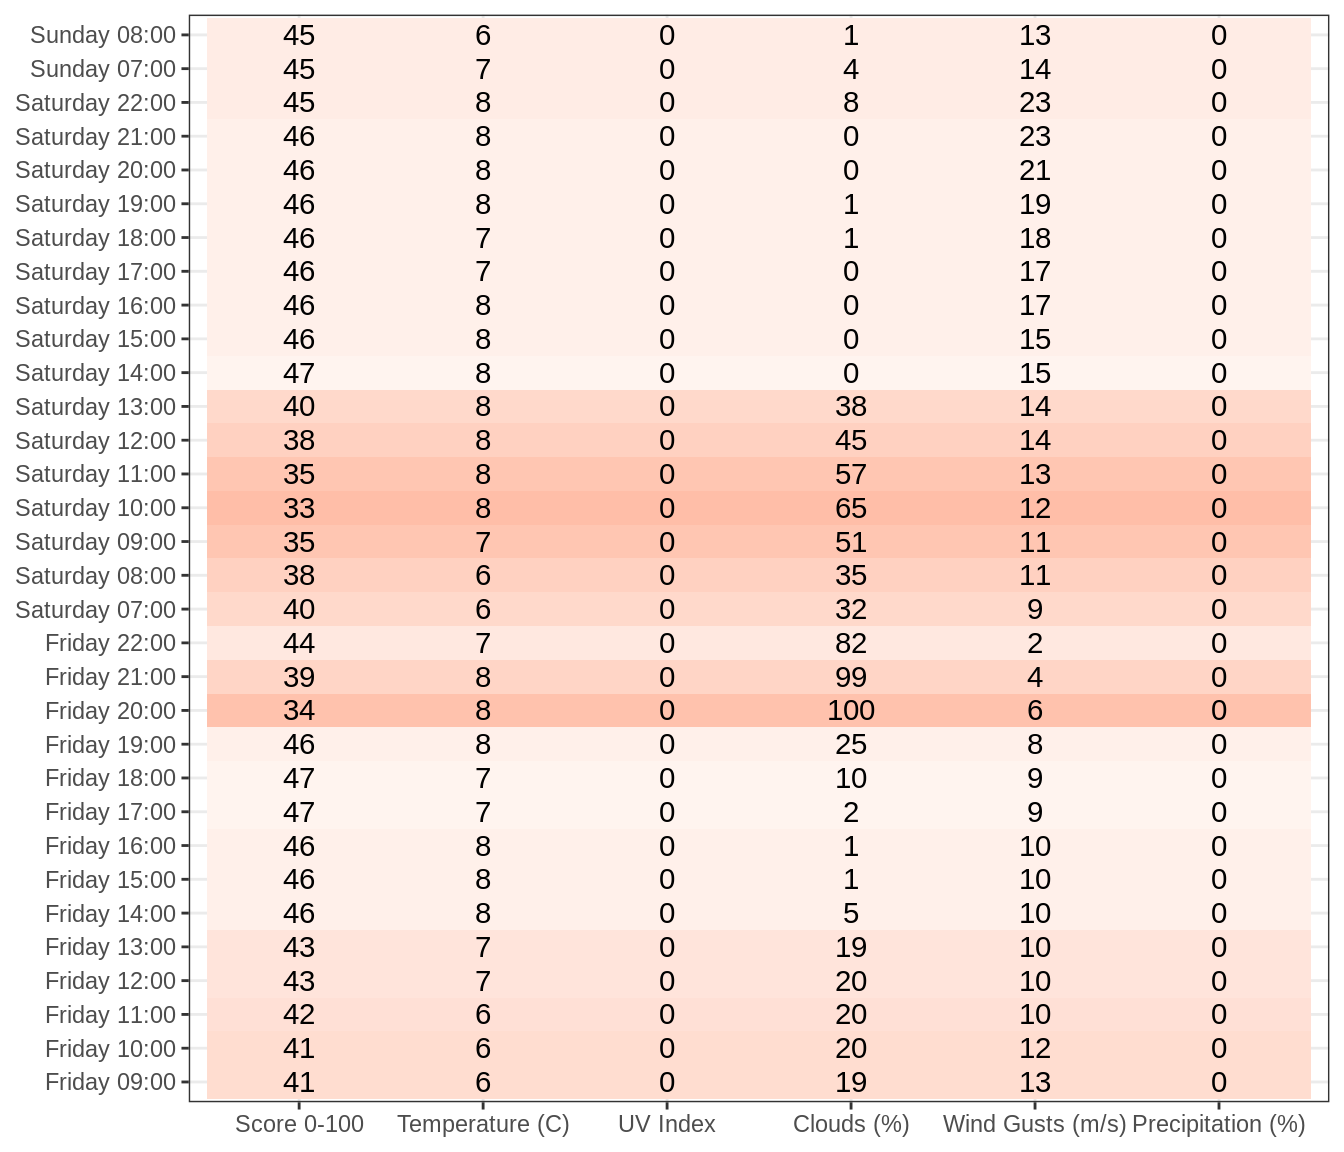 Sunday 08:00 45 6 0 1 13 0
Sunday 07:00 45 7 0 4 14 0
Saturday 22:00 45 8 0 8 23 0
Saturday 21:00 46 8 0 0 23 0
Saturday 20:00 46 8 0 0 21 0
Saturday 19:00 46 8 0 1 19 0
Saturday 18:00 46 7 0 1 18 0
Saturday 17:00 46 7 0 0 17 0
Saturday 16:00 46 8 0 0 17 0
Saturday 15:00 46 8 0 0 15 0
Saturday 14:00 47 8 0 0 15 0
Saturday 13:00 40 8 0 38 14 0
Saturday 12:00 38 8 0 45 14 0
Saturday 11:00 35 8 0 57 13 0
Saturday 10:00 33 8 0 65 12 0
Saturday 09:00 35 7 0 51 11 0
Saturday 08:00 38 6 0 35 11 0
Saturday 07:00 40 6 0 32 9 0
Friday 22:00 44 7 0 82 2 0
Friday 21:00 39 8 0 99 4 0
Friday 20:00 34 8 0 100 6 0
Friday 19:00 46 8 0 25 8 0
Friday 18:00 47 7 0 10 9 0
Friday 17:00 47 7 0 2 9 0
Friday 16:00 46 8 0 1 10 0
Friday 15:00 46 8 0 1 10 0
Friday 14:00 46 8 0 5 10 0
Friday 13:00 43 7 0 19 10 0
Friday 12:00 43 7 0 20 10 0
Friday 11:00 42 6 0 20 10 0
Friday 10:00 41 6 0 20 12 0
Friday 09:00 41 6 0 19 13 0
Score 0-100 Temperature (C) UV Index Clouds (%) Wind Gusts (m/s) Precipitation (%)